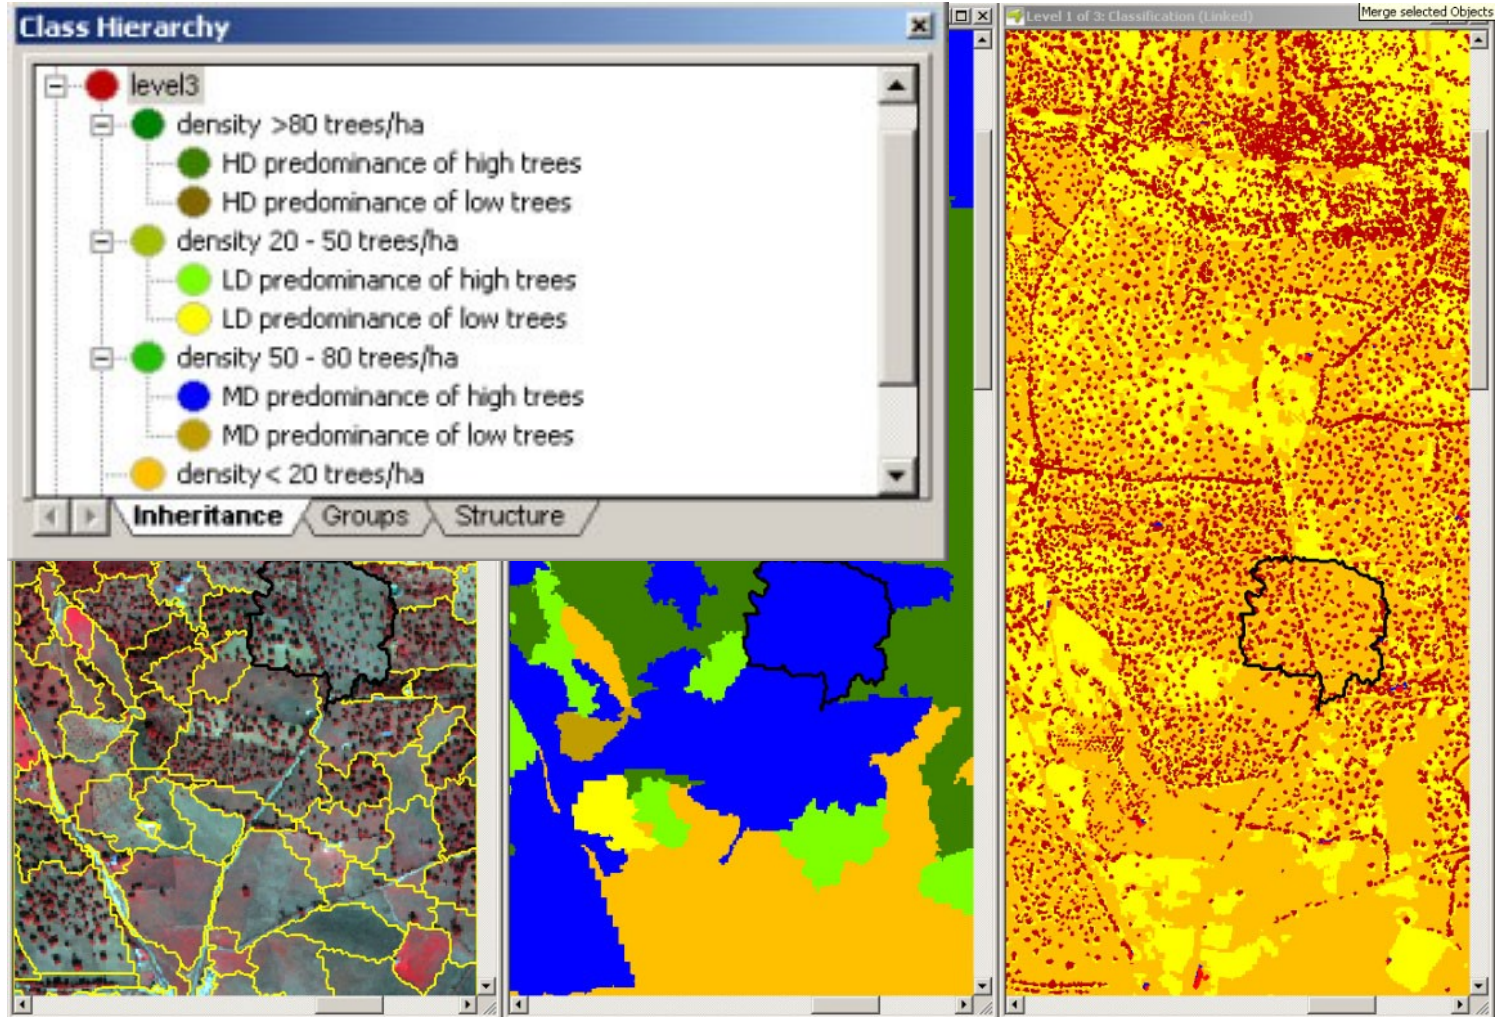 Class Hierarchy
level3
density >80 trees/ha
HD predominance of high trees
HD predominance of low trees
density 20 - 50 trees/ha
LD predominance of high trees
LD predominance of low trees
density 50 - 80 trees/ha
MD predominance of high trees
MD predominance of low trees
density< 20 trees/ha
Inheritance Groups Structure
Level 1 of 3: Classification (Linked)
Merge selected Objects